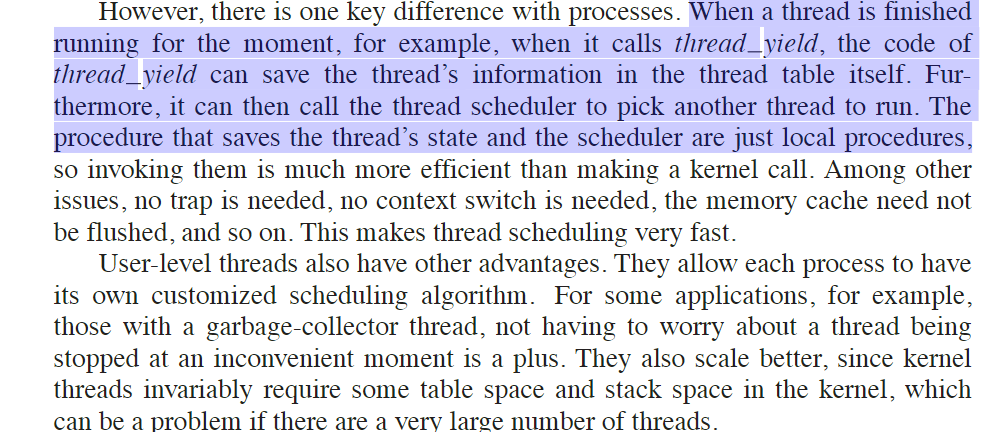 However, there is one key difference with processes. When a thread is finished
running for the moment, for example, when it calls thread_yield, the code of
thread_yield can save the thread’s information in the thread table itself. Fur-
thermore, it can then call the thread scheduler to pick another thread to run. The
procedure that saves the thread’s state and the scheduler are just local procedures,
so invoking them is much more efficient than making a kernel call. Among other
issues, no trap is needed, no context switch is needed, the memory cache need not
be flushed, and so on. This makes thread scheduling very fast.
User-level threads also have other advantages. They allow each process to have
its own customized scheduling algorithm. For some applications, for example,
those with a garbage-collector thread, not having to worry about a thread being
stopped at an inconvenient moment is a plus. They also scale better, since kernel
threads invariably require some table space and stack space in the kernel, which
can be a problem if there are a very large number of threads.